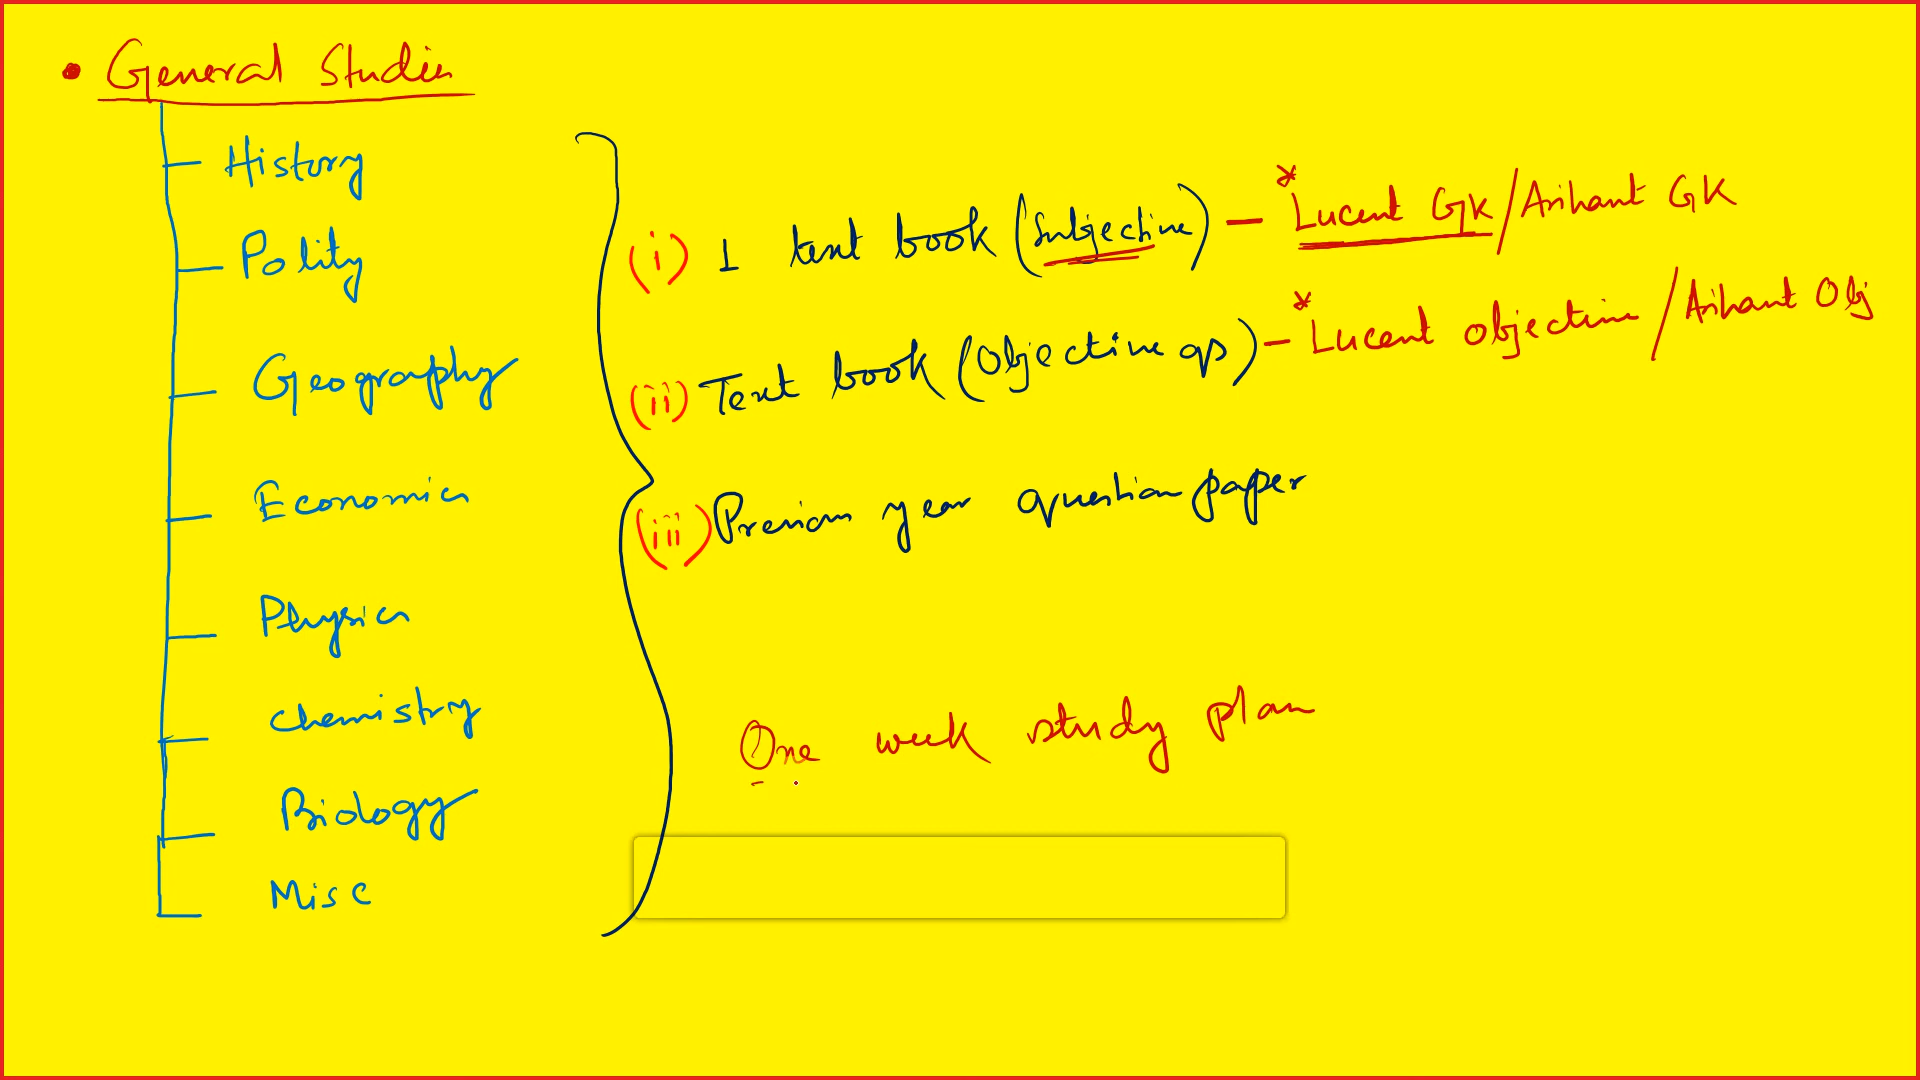 • General Studies
History
Polity
Geography
Economics
Physics
Chemistry
Biology
Misc
(i) 1 text book (Subjective) - * Lucent GK/Arihant GK
(ii) Text book (Objective qs) - * Lucent objective/Arihant Obj
(iii) Previous year question paper
One week study plan